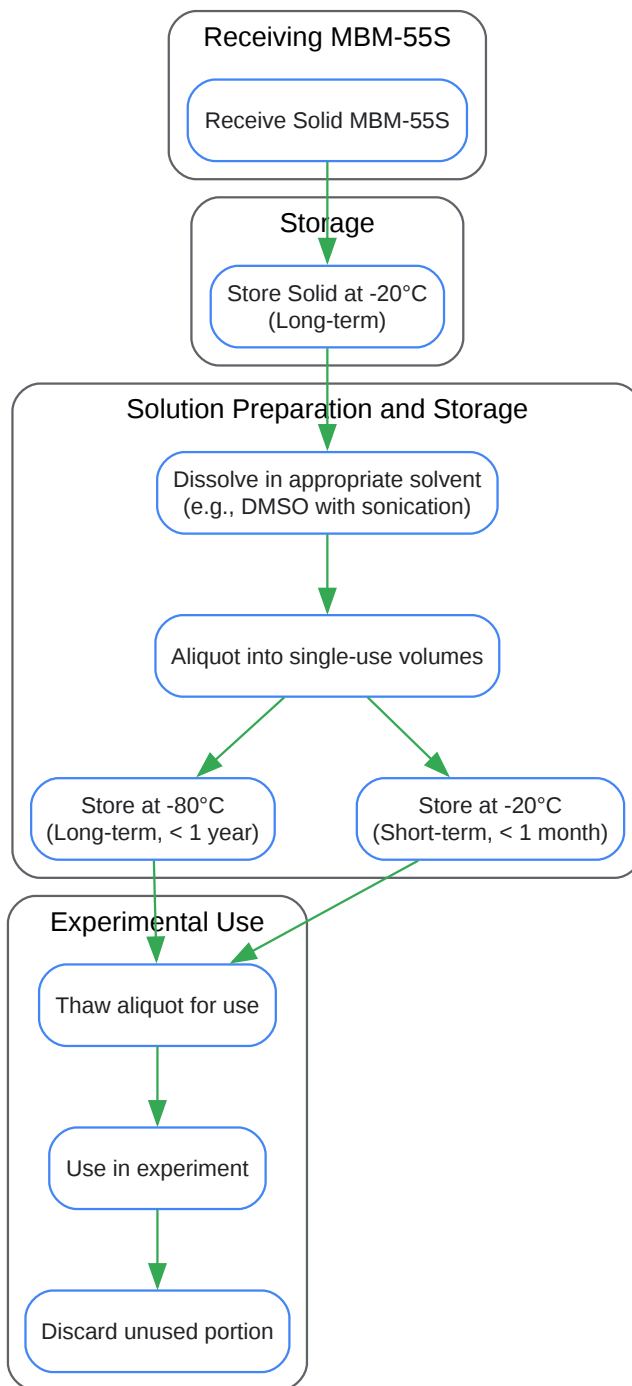 Receiving MBM-55S
Receive Solid MBM-55S
Storage
Store Solid at -20°C
(Long-term)
Solution Preparation and Storage
Dissolve in appropriate solvent
(e.g., DMSO with sonication)
Aliquot into single-use volumes
Store at -80°C
(Long-term, < 1 year)
Store at -20°C
(Short-term, < 1 month)
Experimental Use
Thaw aliquot for use
Use in experiment
Discard unused portion